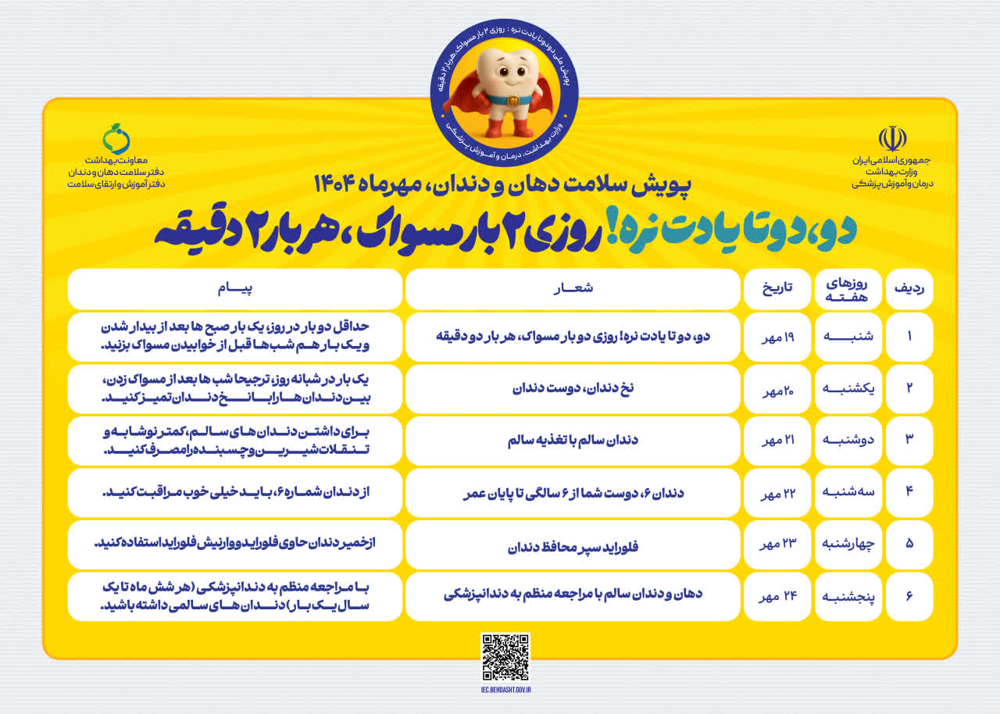 پویش ملی دو دوتا یادت نره : روزی ۲ بار مسواک، هر بار ۲ دقیقه
وزارت بهداشت، درمان و آموزش پزشکی
جمهوری اسلامی ایران
وزارت بهداشت
درمان و آموزش پزشکی
معاونت بهداشت
دفتر سلامت دهان و دندان
دفتر آموزش و ارتقای سلامت
پویش سلامت دهان و دندان، مهرماه ۱۴۰۴
دو، دوتا یادت نره! روزی ۲ بار مسواک، هر بار ۲ دقیقه
ردیف روزهای هفته تاریخ شعار پیام
۱ شنبه ۱۹ مهر دو، دو تا یادت نره! روزی دو بار مسواک، هر بار دو دقیقه حداقل دو بار در روز، یک بار صبح ها بعد از بیدار شدن
و یک بار هم شب‌ها قبل از خوابیدن مسواک بزنید.
۲ یکشنبه ۲۰ مهر نخ دندان، دوست دندان یک بار در شبانه روز، ترجیحا شب ها بعد از مسواک زدن،
بین دندان ها را با نخ دندان تمیز کنید.
۳ دوشنبه ۲۱ مهر دندان سالم با تغذیه سالم برای داشتن دندان های سالم، کمتر نوشابه و
تنقلات شیرین و چسبنده را مصرف کنید.
۴ سه‌شنبه ۲۲ مهر دندان ۶، دوست شما از ۶ سالگی تا پایان عمر از دندان شماره ۶، باید خیلی خوب مراقبت کنید.
۵ چهارشنبه ۲۳ مهر فلوراید سپر محافظ دندان از خمیر دندان حاوی فلوراید و وارنیش فلوراید استفاده کنید.
۶ پنجشنبه ۲۴ مهر دهان و دندان سالم با مراجعه منظم به دندانپزشکی با مراجعه منظم به دندانپزشکی (هر شش ماه تا یک
سال یک بار) دندان های سالمی داشته باشید.
IEC.BEHDASHT.GOV.IR